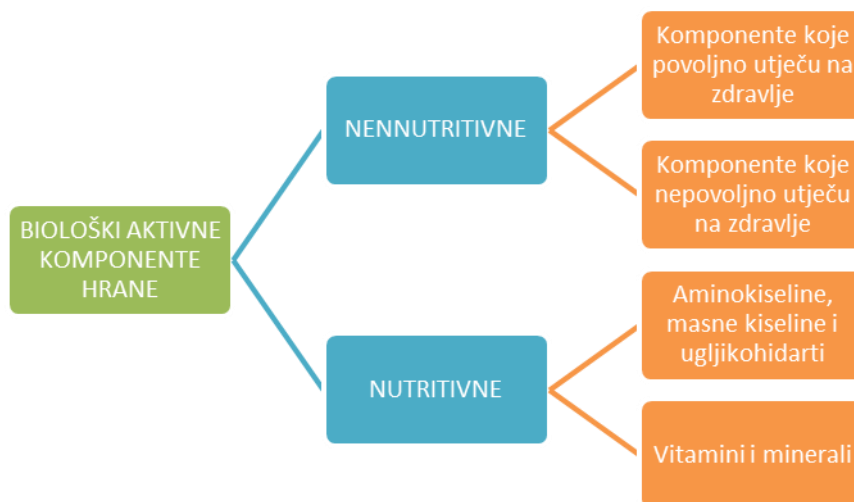 BIOLOŠKI AKTIVNE
KOMPONENTE
HRANE
NENNUTRITIVNE
Komponente koje
povoljno utječu na
zdravlje
Komponente koje
nepovoljno utječu
na zdravlje
NUTRITIVNE
Aminokiseline,
masne kiseline i
ugljikohidarti
Vitamini i minerali